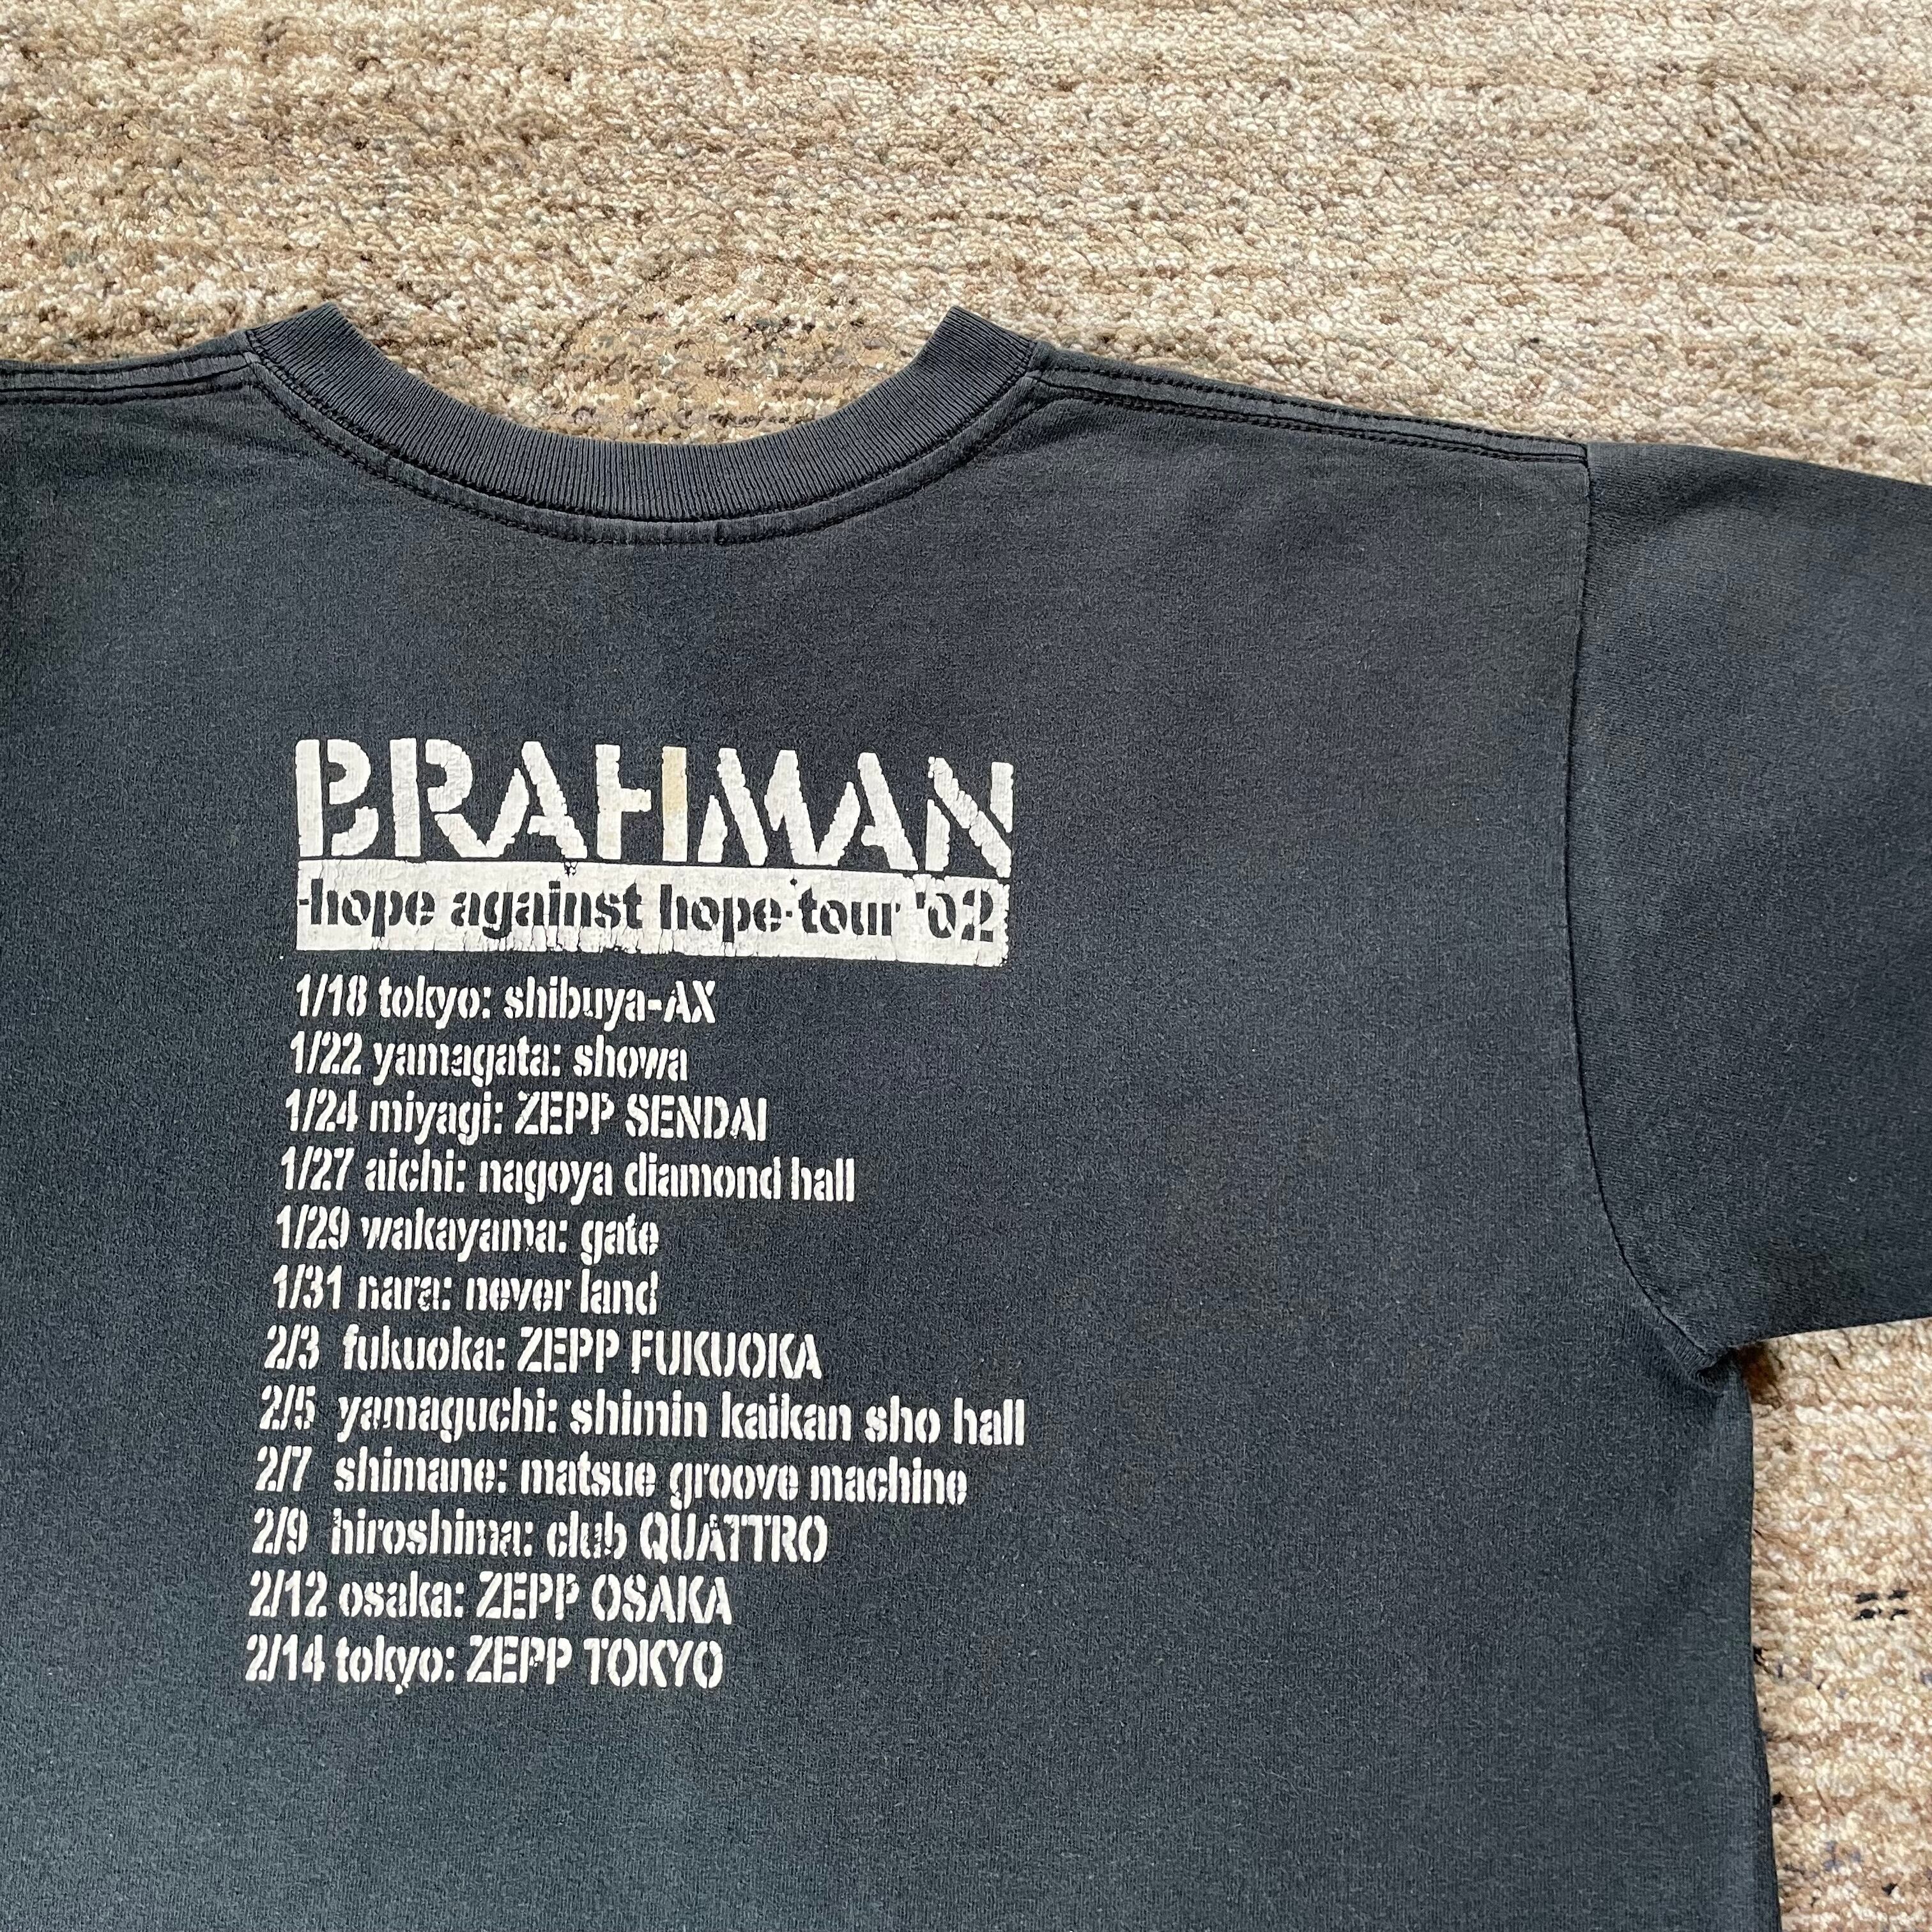 BRAHMAN
-hope against hope-tour '02
1/18 tokyo: shibuya-AX
1/22 yamagata: showa
1/24 miyagi: ZEPP SENDAI
1/27 aichi: nagoya diamond hall
1/29 wakayama: gate
1/31 nara: never land
2/3 fukuoka: ZEPP FUKUOKA
2/5 yamaguchi: shimin kaikan sho hall
2/7 shimane: matsue groove machine
2/9 hiroshima: club QUATTRO
2/12 osaka: ZEPP OSAKA
2/14 tokyo: ZEPP TOKYO